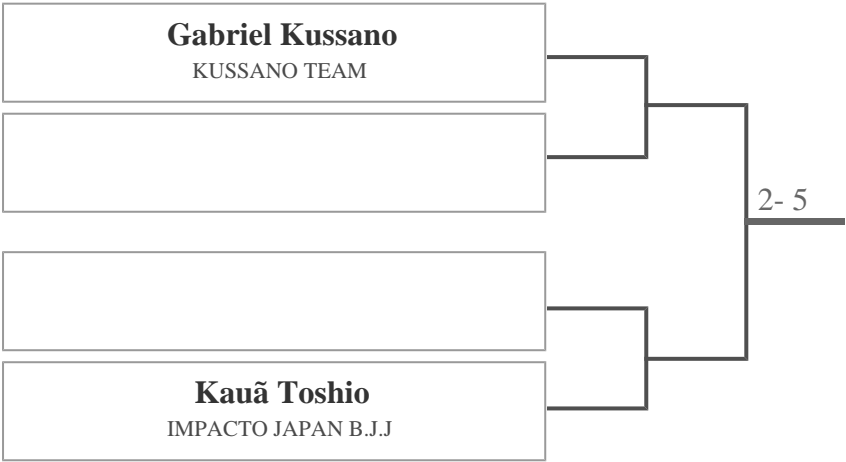 Gabriel Kussano
KUSSANO TEAM
2- 5
Kauã Toshio
IMPACTO JAPAN B.J.J